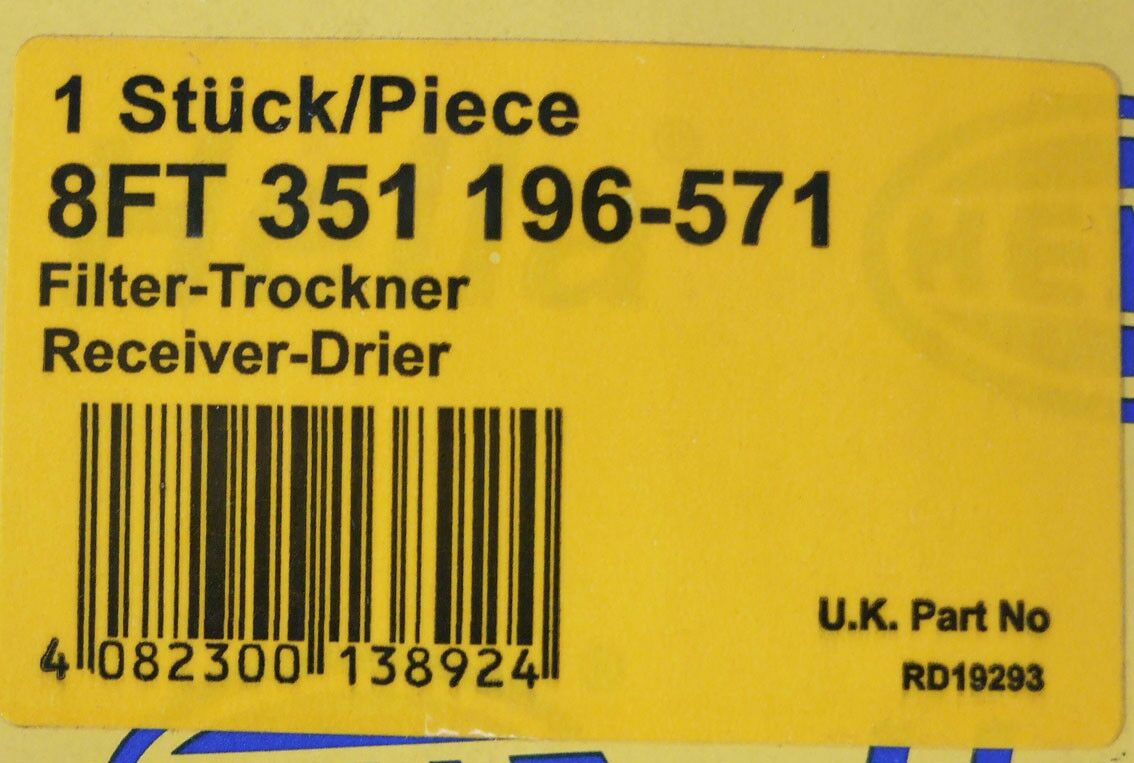 1 Stück/Piece
8FT 351 196-571
Filter-Trockner
Receiver-Drier
4 082300 138924
U.K. Part No
RD19293